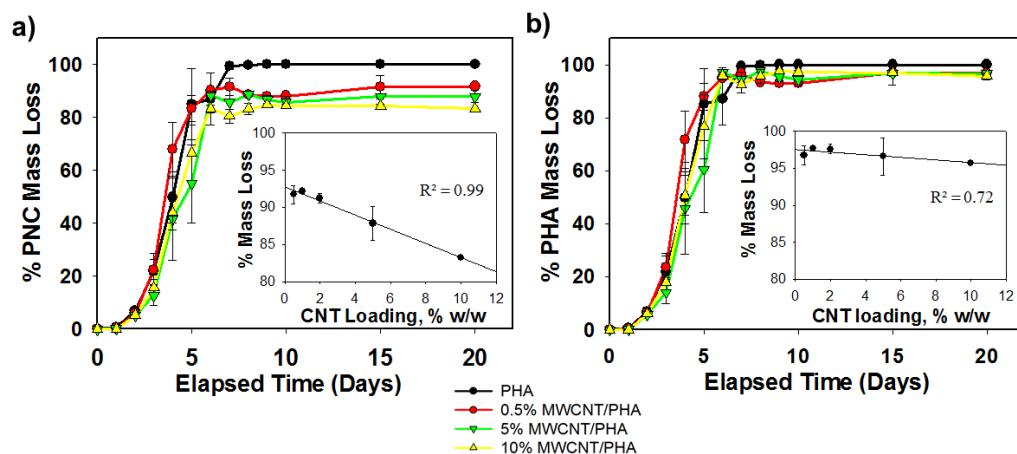 a)
% PNC Mass Loss
100
80
60
40
20
0
0 5 10 15 20
Elapsed Time (Days)
% Mass Loss
100
95
90
85
80
R² = 0.99
0 2 4 6 8 10 12
CNT Loading, % w/w
b)
% PHA Mass Loss
100
80
60
40
20
0
0 5 10 15 20
Elapsed Time (Days)
% Mass Loss
100
95
90
85
80
R² = 0.72
0 2 4 6 8 10 12
CNT loading, % w/w
PHA
0.5% MWCNT/PHA
5% MWCNT/PHA
10% MWCNT/PHA